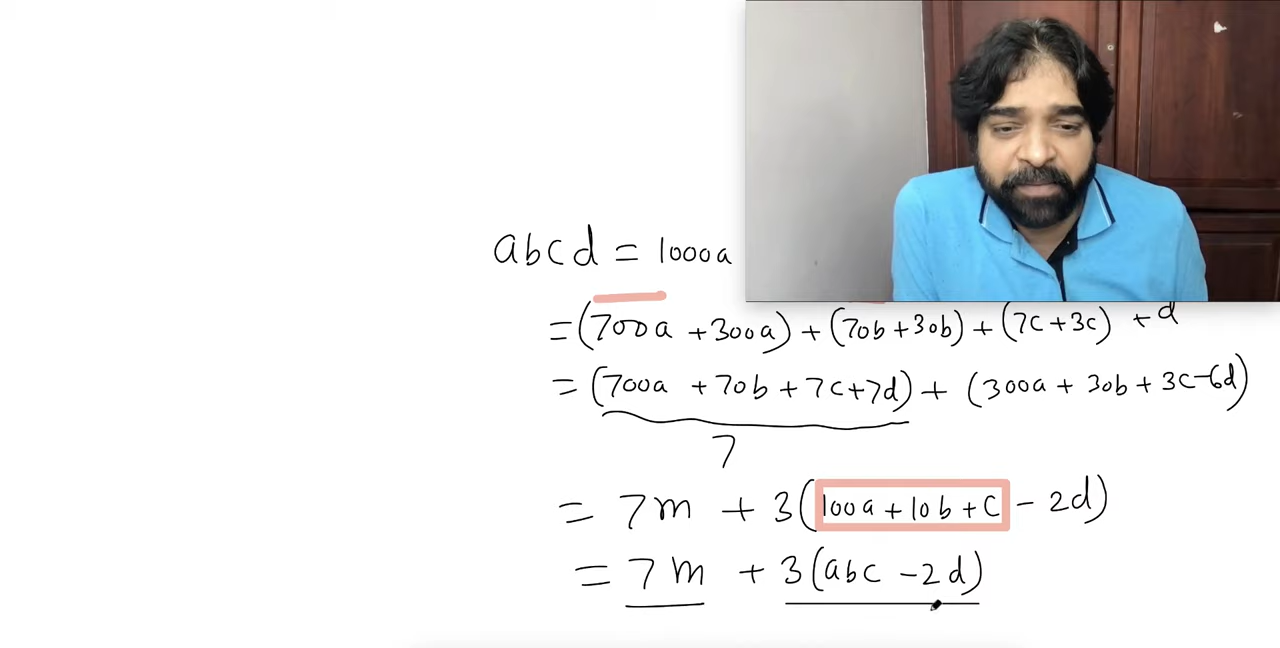 abcd = 1000a
= (700a + 300a) + (70b + 30b) + (7c + 3c) + d
= (700a + 70b + 7c + 7d) + (300a + 30b + 3c - 6d)
7
= 7m + 3(100a + 10b + c - 2d)
= 7m + 3(abc - 2d)